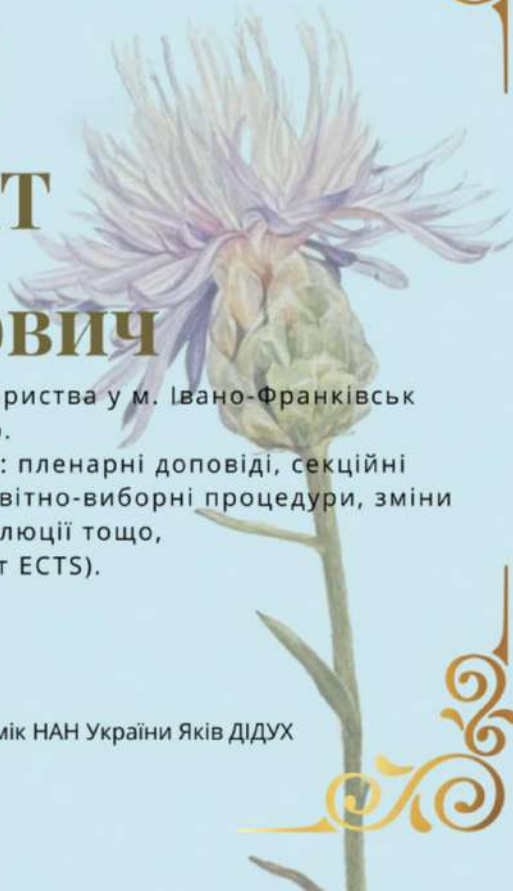 Т
ович
риства у м. Івано-Франківськ
.
: пленарні доповіді, секційні
вітно-виборні процедури, зміни
люції тощо,
т ECTS).
мік НАН України Яків ДІДУХ